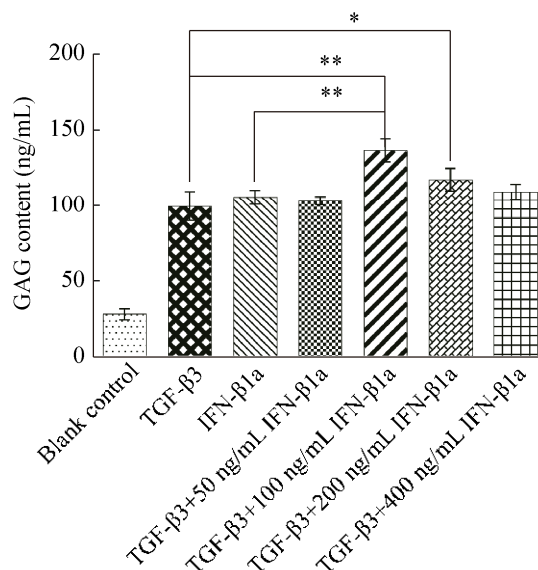 *
200
**
**
150
100
50
0
GAG content (ng/mL)
Blank control
TGF-β3
IFN-β1a
TGF-β3+50 ng/mL IFN-β1a
TGF-β3+100 ng/mL IFN-β1a
TGF-β3+200 ng/mL IFN-β1a
TGF-β3+400 ng/mL IFN-β1a